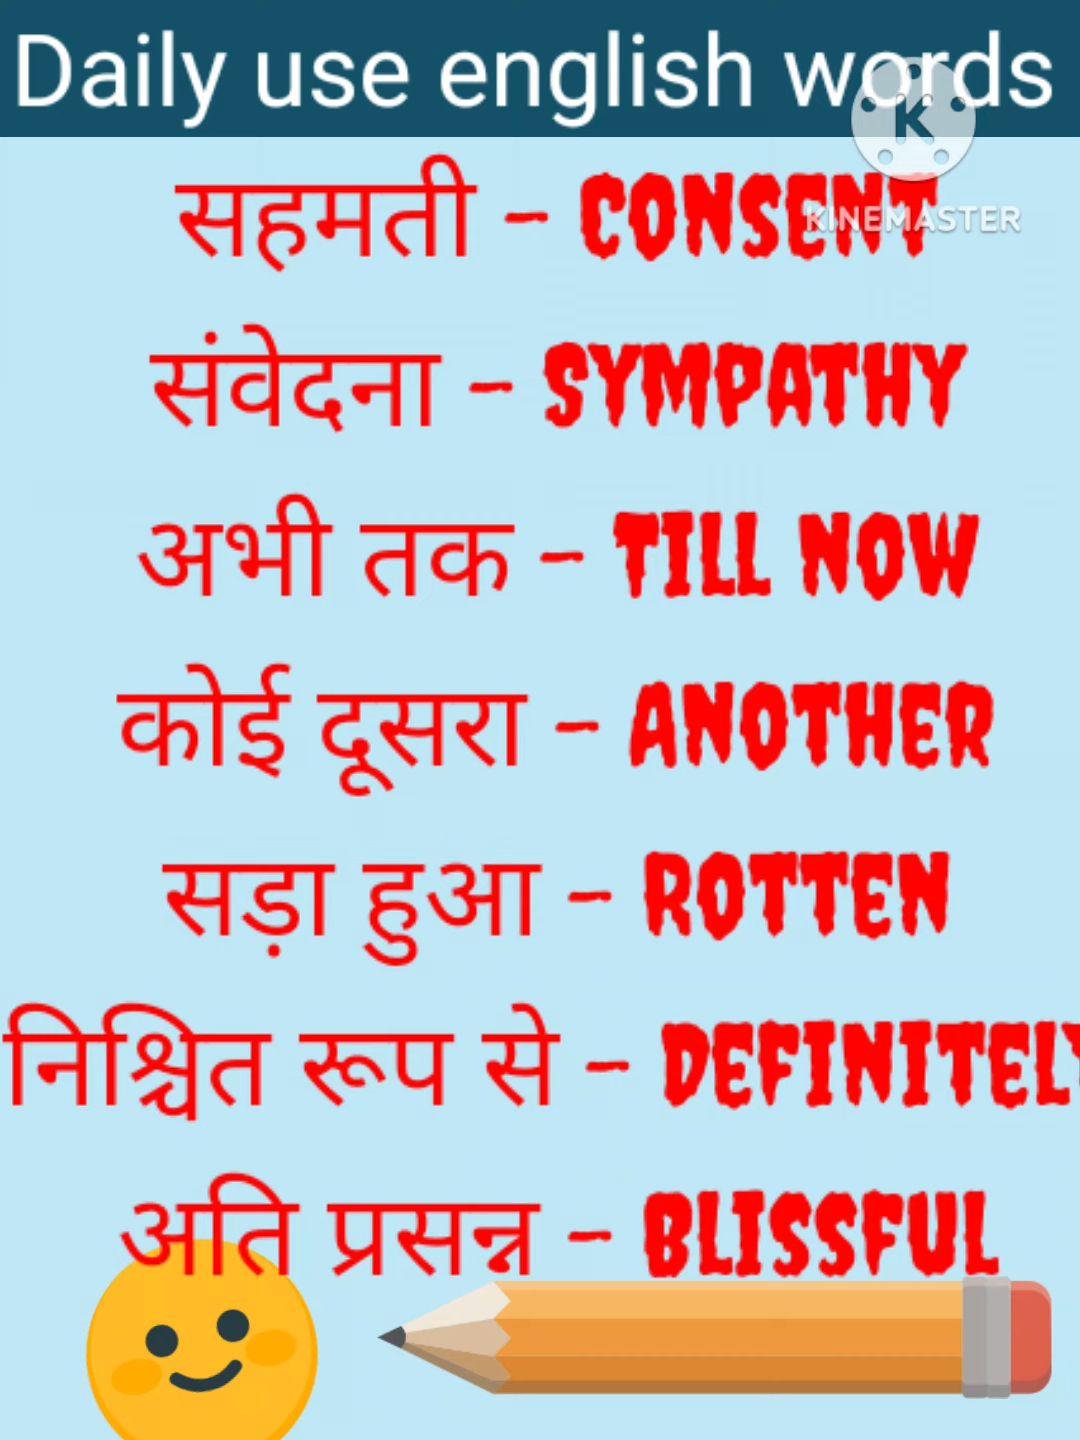 Daily use english words
K
KINEMASTER
सहमती - CONSENT
संवेदना - SYMPATHY
अभी तक - TILL NOW
कोई दूसरा - ANOTHER
सड़ा हुआ - ROTTEN
निश्चित रूप से - DEFINITELY
अति प्रसन्न - BLISSFUL